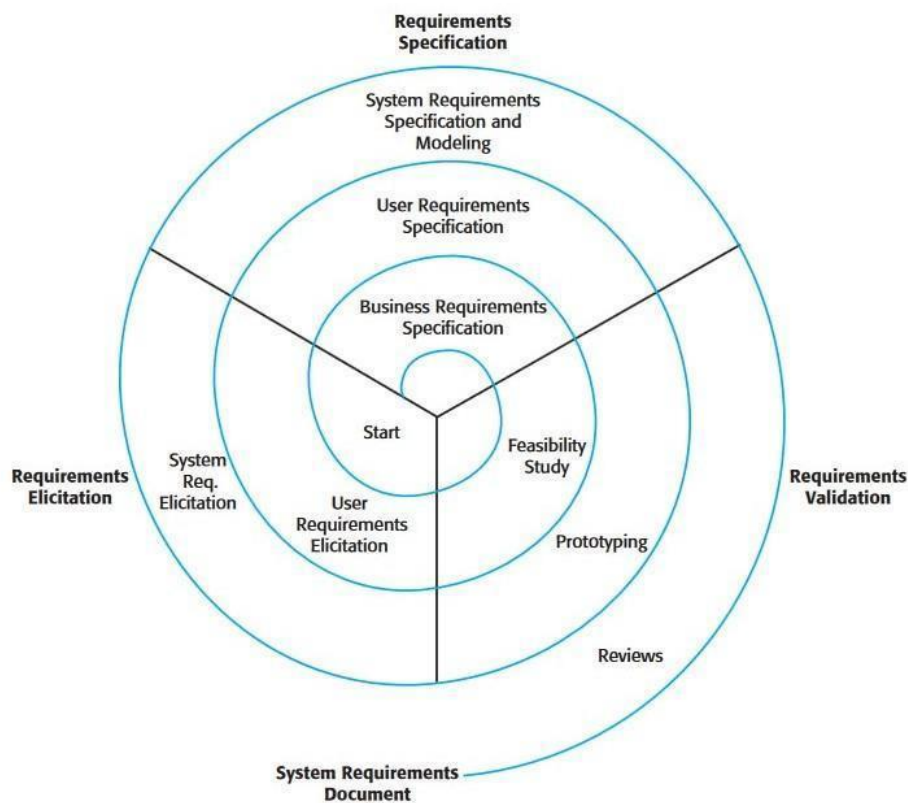 Requirements
Specification
System Requirements
Specification and
Modeling
User Requirements
Specification
Business Requirements
Specification
Start
Feasibility
Study
System
Req.
Elicitation
User
Requirements
Elicitation
Requirements
Elicitation
Requirements
Validation
Prototyping
Reviews
System Requirements
Document